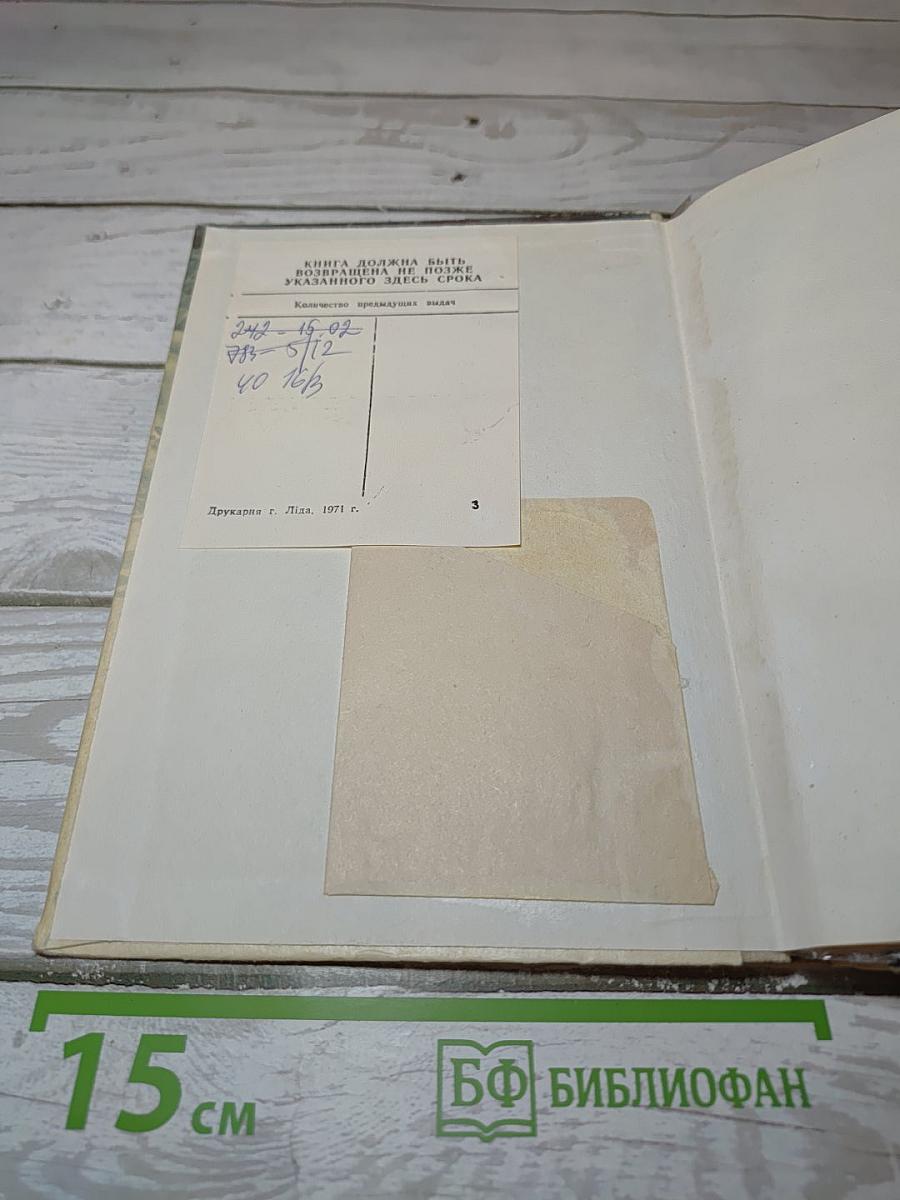 КНИГА ДОЛЖНА БЫТЬ
ВОЗВРАЩЕНА НЕ ПОЗЖЕ
УКАЗАННОГО ЗДЕСЬ СРОКА
Количество предыдущих выдач
242 - 15.02
783 - 5/12
40 16/3
Друкарня г. Ліда, 1971 г. 3
15 см БФ БИБЛИОФАН